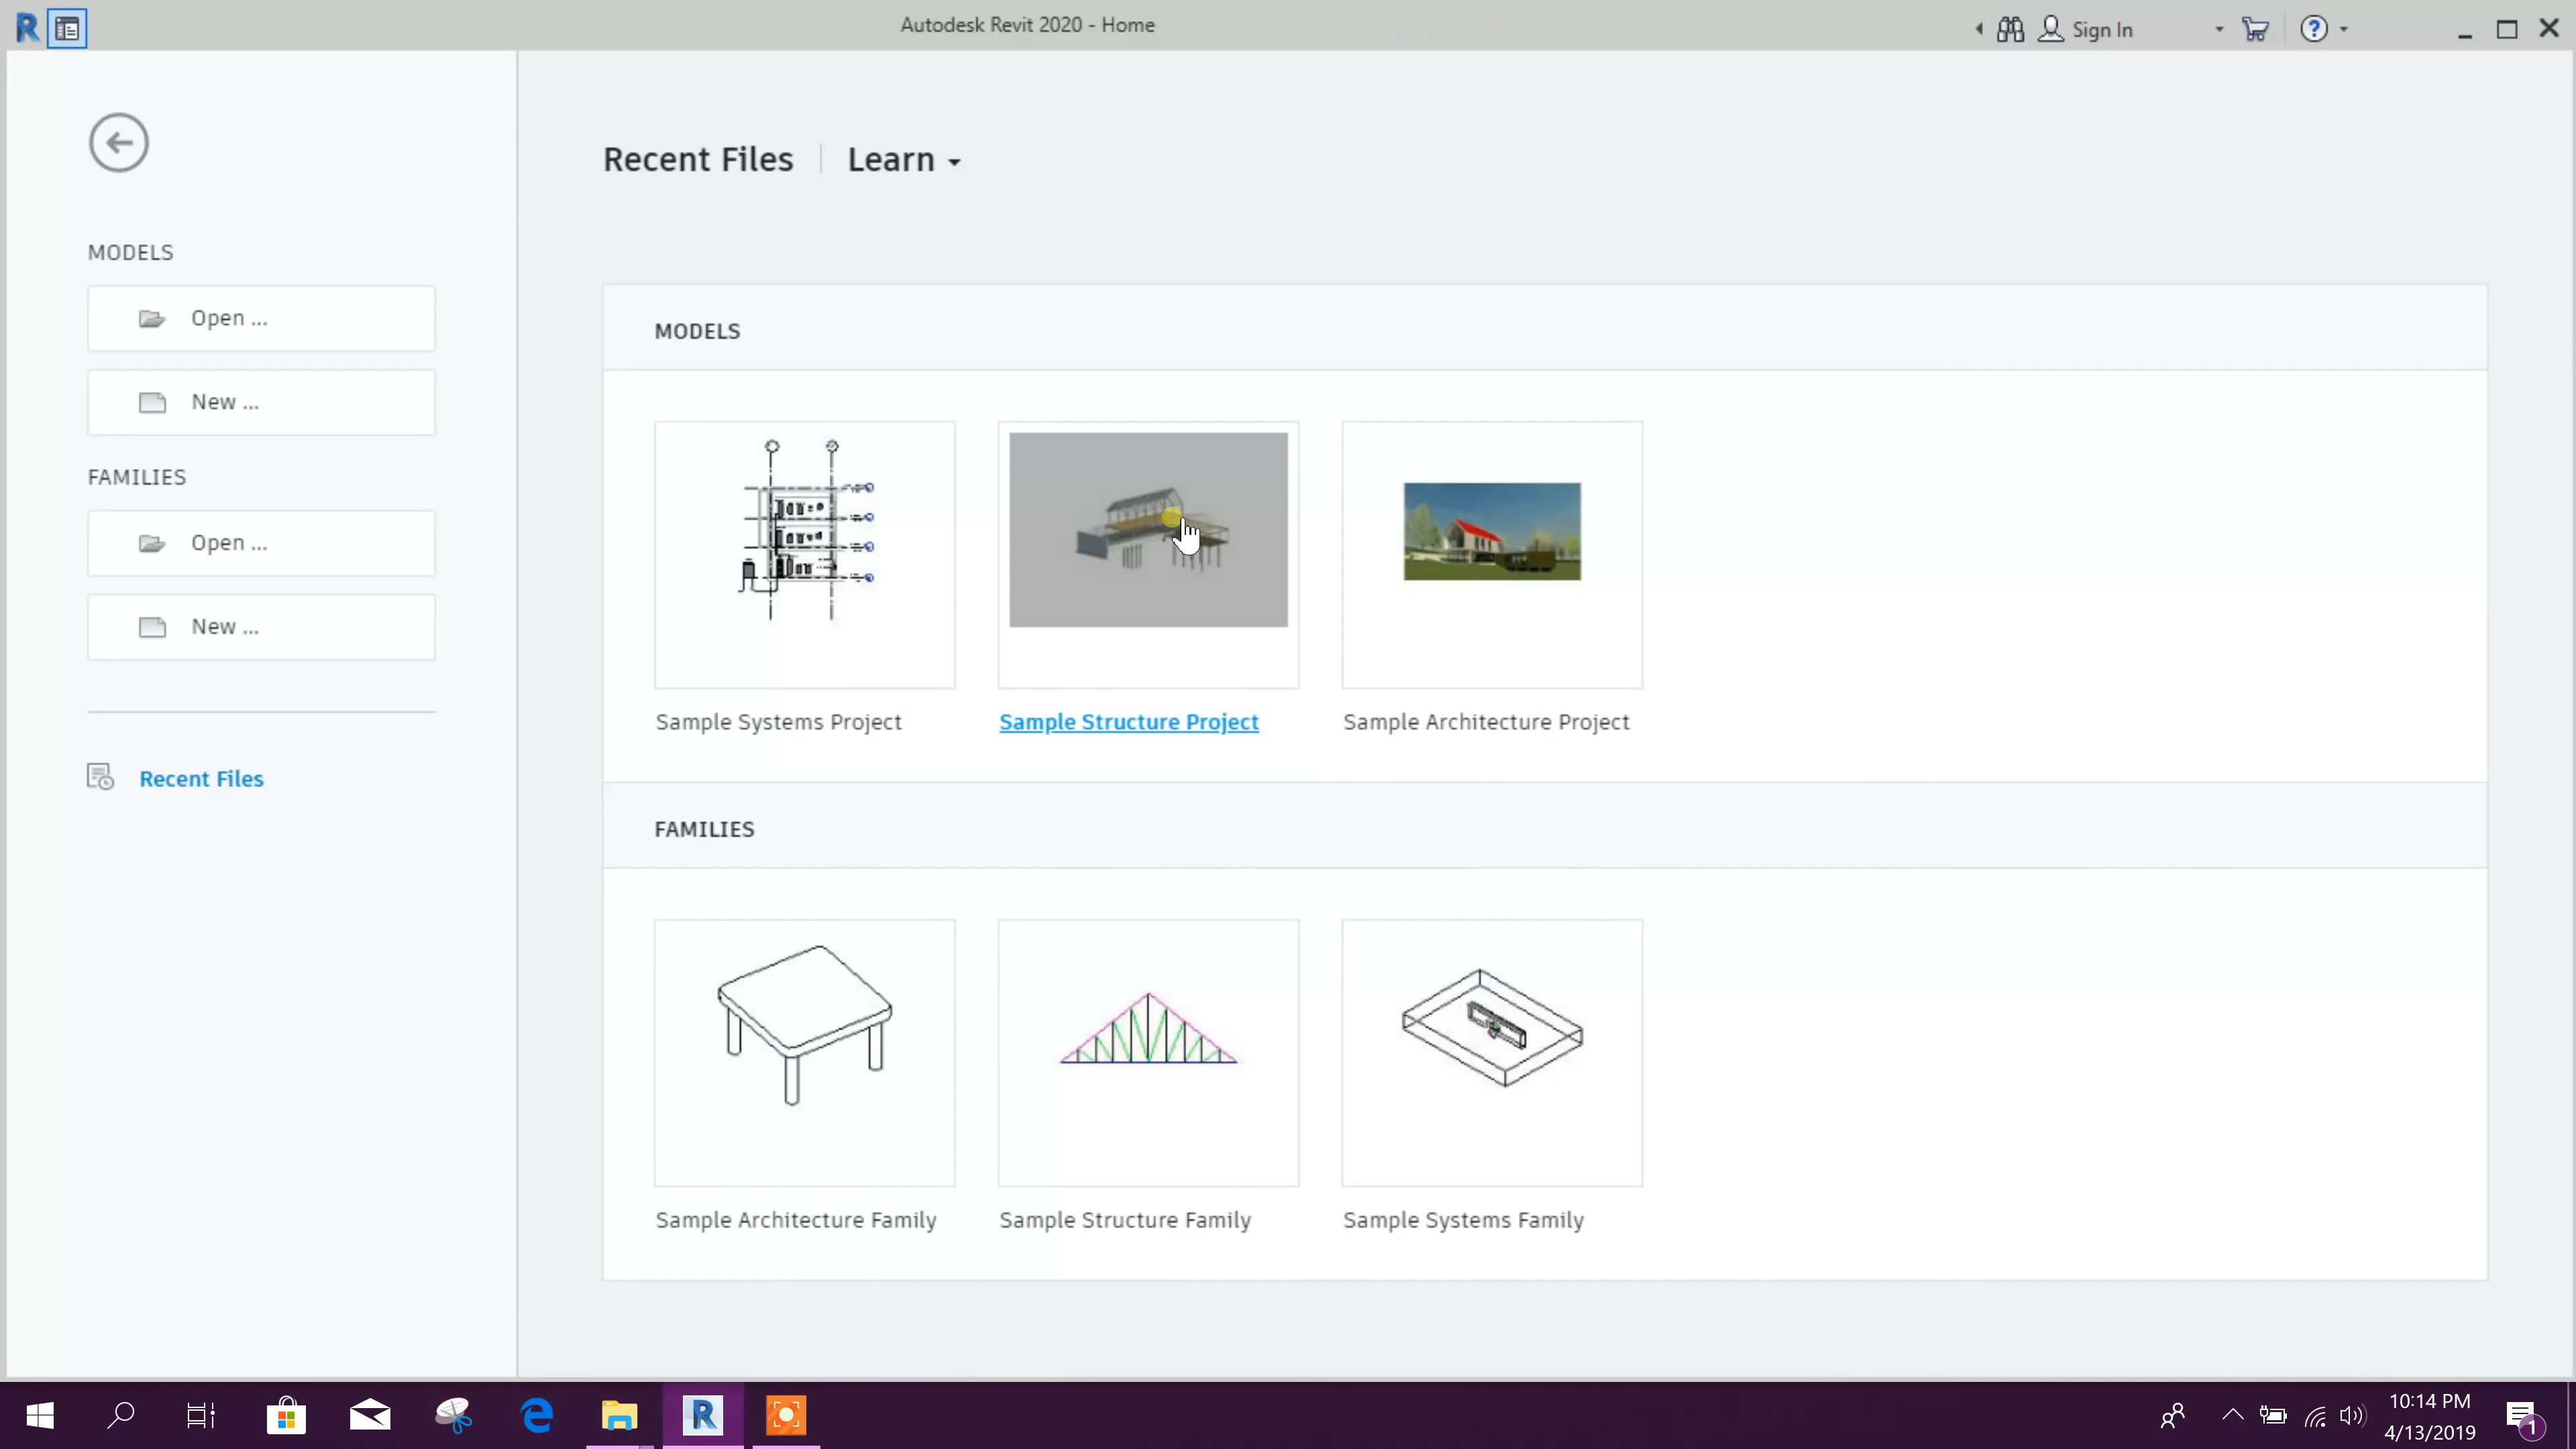 Autodesk Revit 2020 - Home
Sign In
Recent Files
Learn
MODELS
Open ...
New ...
FAMILIES
Open ...
New ...
Recent Files
MODELS
Sample Systems Project
Sample Structure Project
Sample Architecture Project
FAMILIES
Sample Architecture Family
Sample Structure Family
Sample Systems Family
10:14 PM
4/13/2019
1